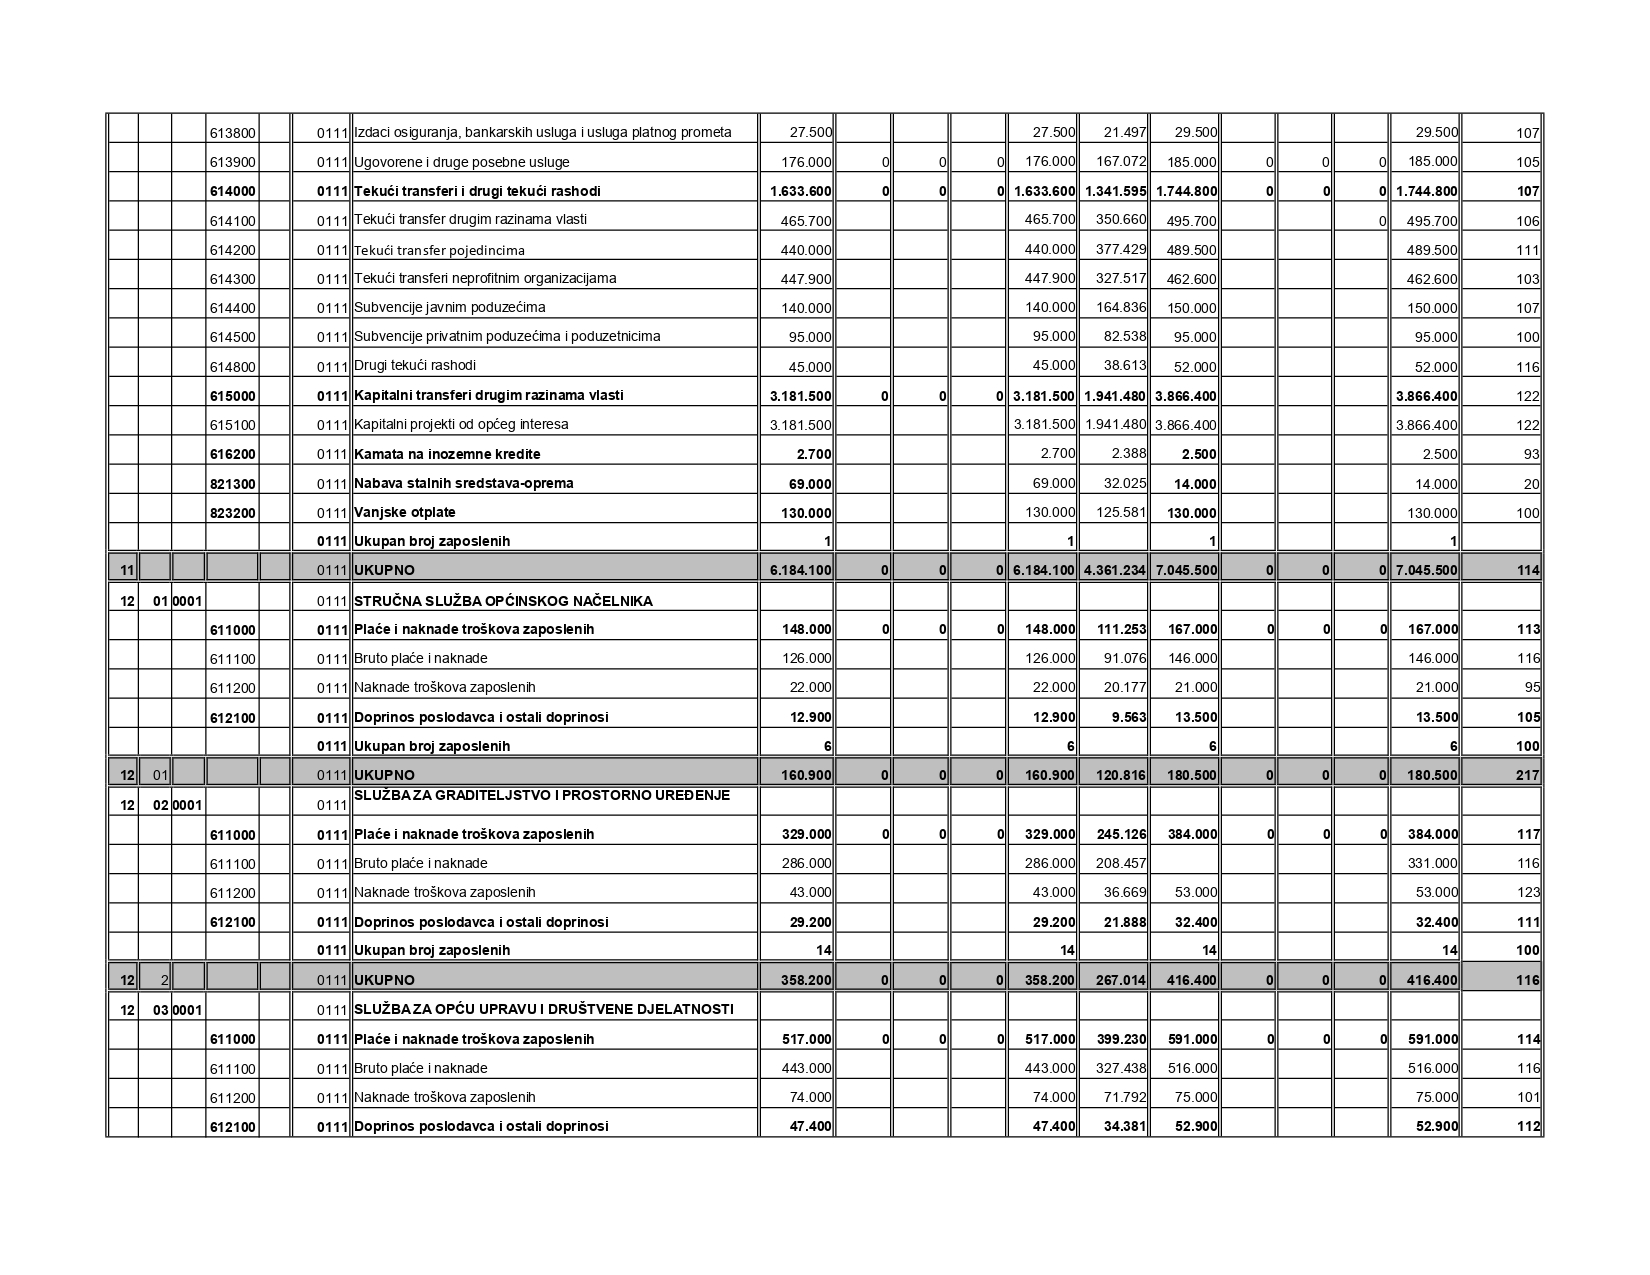 613800 0111 Izdaci osiguranja, bankarskih usluga i usluga platnog prometa 27.500 27.500 21.497 29.500 29.500 107
613900 0111 Ugovorene i druge posebne usluge 176.000 0 0 0 176.000 167.072 185.000 0 0 0 185.000 105
614000 0111 Tekući transferi i drugi tekući rashodi 1.633.600 0 0 0 1.633.600 1.341.595 1.744.800 0 0 0 1.744.800 107
614100 0111 Tekući transfer drugim razinama vlasti 465.700 465.700 350.660 495.700 0 495.700 106
614200 0111 Tekući transfer pojedincima 440.000 440.000 377.429 489.500 489.500 111
614300 0111 Tekući transferi neprofitnim organizacijama 447.900 447.900 327.517 462.600 462.600 103
614400 0111 Subvencije javnim poduzećima 140.000 140.000 164.836 150.000 150.000 107
614500 0111 Subvencije privatnim poduzećima i poduzetnicima 95.000 95.000 82.538 95.000 95.000 100
614800 0111 Drugi tekući rashodi 45.000 45.000 38.613 52.000 52.000 116
615000 0111 Kapitalni transferi drugim razinama vlasti 3.181.500 0 0 0 3.181.500 1.941.480 3.866.400 3.866.400 122
615100 0111 Kapitalni projekti od općeg interesa 3.181.500 3.181.500 1.941.480 3.866.400 3.866.400 122
616200 0111 Kamata na inozemne kredite 2.700 2.700 2.388 2.500 2.500 93
821300 0111 Nabava stalnih sredstava-oprema 69.000 69.000 32.025 14.000 14.000 20
823200 0111 Vanjske otplate 130.000 130.000 125.581 130.000 130.000 100
0111 Ukupan broj zaposlenih 1 1 1 1
11 0111 UKUPNO 6.184.100 0 0 0 6.184.100 4.361.234 7.045.500 0 0 0 7.045.500 114
12 01 0001 0111 STRUČNA SLUŽBA OPĆINSKOG NAČELNIKA
611000 0111 Plaće i naknade troškova zaposlenih 148.000 0 0 0 148.000 111.253 167.000 0 0 0 167.000 113
611100 0111 Bruto plaće i naknade 126.000 126.000 91.076 146.000 146.000 116
611200 0111 Naknade troškova zaposlenih 22.000 22.000 20.177 21.000 21.000 95
612100 0111 Doprinos poslodavca i ostali doprinosi 12.900 12.900 9.563 13.500 13.500 105
0111 Ukupan broj zaposlenih 6 6 6 6 100
12 01 0111 UKUPNO 160.900 0 0 0 160.900 120.816 180.500 0 0 0 180.500 217
12 02 0001 0111 SLUŽBA ZA GRADITELJSTVO I PROSTORNO UREĐENJE
611000 0111 Plaće i naknade troškova zaposlenih 329.000 0 0 0 329.000 245.126 384.000 0 0 0 384.000 117
611100 0111 Bruto plaće i naknade 286.000 286.000 208.457 331.000 116
611200 0111 Naknade troškova zaposlenih 43.000 43.000 36.669 53.000 53.000 123
612100 0111 Doprinos poslodavca i ostali doprinosi 29.200 29.200 21.888 32.400 32.400 111
0111 Ukupan broj zaposlenih 14 14 14 14 100
12 2 0111 UKUPNO 358.200 0 0 0 358.200 267.014 416.400 0 0 0 416.400 116
12 03 0001 0111 SLUŽBA ZA OPĆU UPRAVU I DRUŠTVENE DJELATNOSTI
611000 0111 Plaće i naknade troškova zaposlenih 517.000 0 0 0 517.000 399.230 591.000 0 0 0 591.000 114
611100 0111 Bruto plaće i naknade 443.000 443.000 327.438 516.000 516.000 116
611200 0111 Naknade troškova zaposlenih 74.000 74.000 71.792 75.000 75.000 101
612100 0111 Doprinos poslodavca i ostali doprinosi 47.400 47.400 34.381 52.900 52.900 112